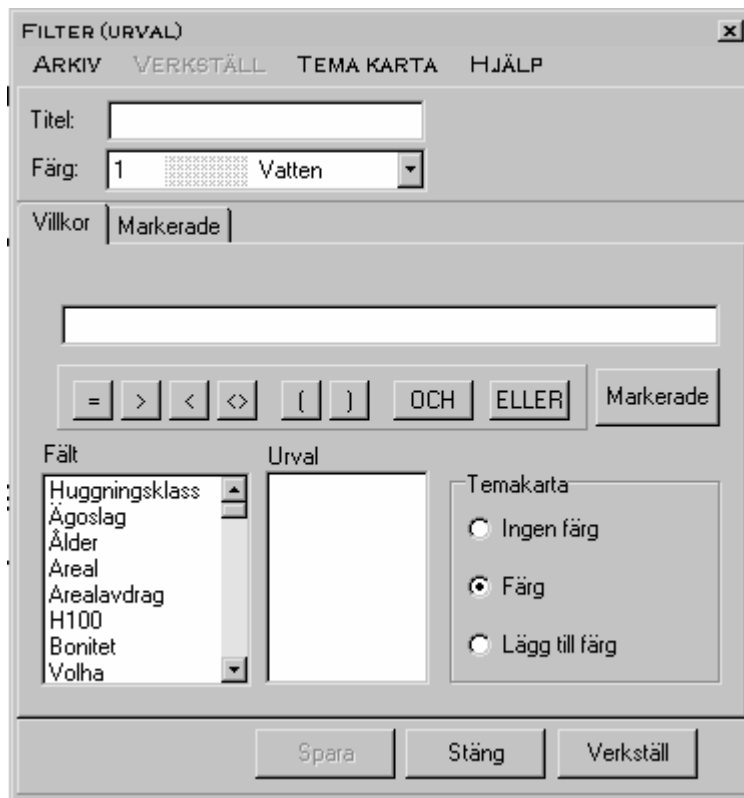 FILTER (URVAL)
ARKIV VERKSTÄLL TEMA KARTA HJÄLP
Titel:
Färg: 1 Vatten
Villkor Markerade
= > < <> ( ) OCH ELLER Markerade
Fält Urval
Huggningsklass
Ägoslag
Ålder
Areal
Arealavdrag
H100
Bonitet
Volha
Temakarta
Ingen färg
Färg
Lägg till färg
Spara Stäng Verkställ